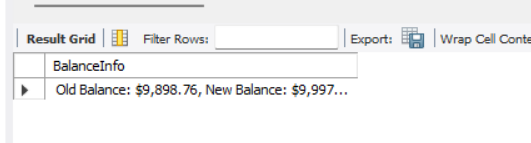 Result Grid Filter Rows: Export: Wrap Cell Conte
BalanceInfo
Old Balance: $9,898.76, New Balance: $9,997...